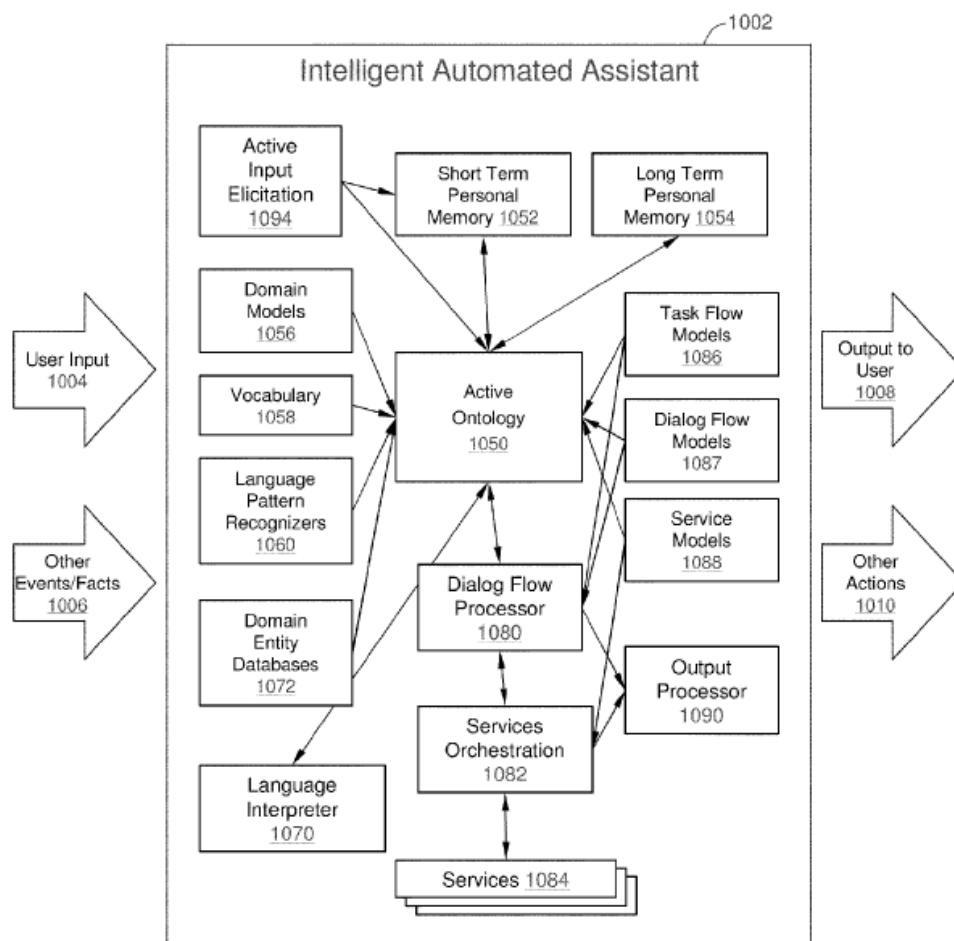 1002
Intelligent Automated Assistant
Active
Input
Elicitation
1094
Short Term
Personal
Memory 1052
Long Term
Personal
Memory 1054
Domain
Models
1056
Task Flow
Models
1086
User Input
1004
Output to
User
1008
Vocabulary
1058
Active
Ontology
1050
Dialog Flow
Models
1087
Language
Pattern
Recognizers
1060
Service
Models
1088
Other
Events/Facts
1006
Other
Actions
1010
Dialog Flow
Processor
1080
Domain
Entity
Databases
1072
Output
Processor
1090
Services
Orchestration
1082
Language
Interpreter
1070
Services 1084